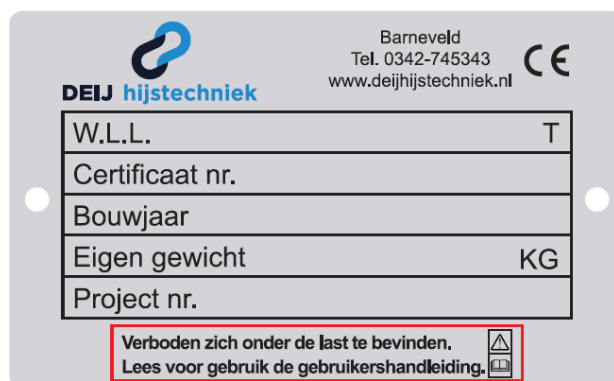 DEIJ hijstechniek
Barneveld
Tel. 0342-745343
www.deijhijstechniek.nl
CE
W.L.L. T
Certificaat nr.
Bouwjaar
Eigen gewicht KG
Project nr.
Verboden zich onder de last te bevinden.
Lees voor gebruik de gebruikershandleiding.